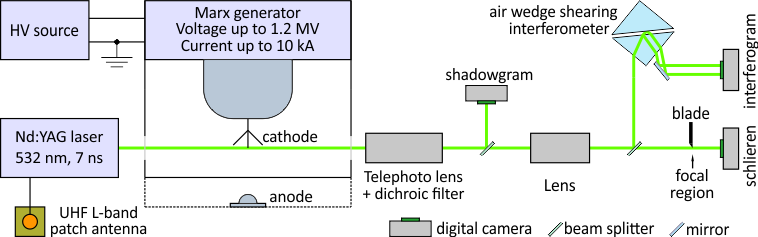 HV source
Marx generator
Voltage up to 1.2 MV
Current up to 10 kA
air wedge shearing
interferometer
interferogram
shadowgram
cathode
Nd:YAG laser
532 nm, 7 ns
Telephoto lens
+ dichroic filter
Lens
blade
focal
region
schlieren
anode
UHF L-band
patch antenna
digital camera
beam splitter
mirror